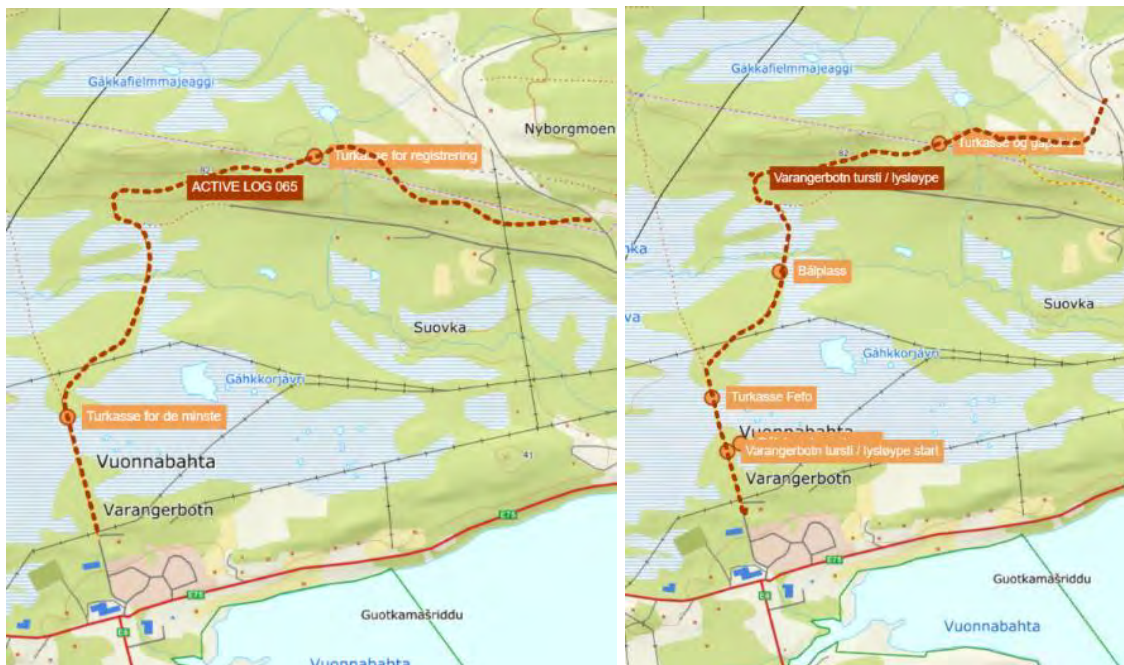 Gákkafielmmajeaggi
Nyborgmoen
Turkasse for registrering
82
ACTIVE LOG 065
Suovka
Gáhkkorjávri
Turkasse for de minste
Vuonnabahta
41
Varangerbotn
E75
E75
E6
Guotkamašriddu
Vuonnabahta
Gákkafielmmajeaggi
Turkasse og
82
Varangerbotn tursti / lysløype
Bålplass
Suovka
Gáhkkorjávri
Turkasse Fefo
Vuonnabahta
Varangerbotn tursti / lysløype start
41
Varangerbotn
E75
E6
Guotkamašriddu
Vuonnabahta